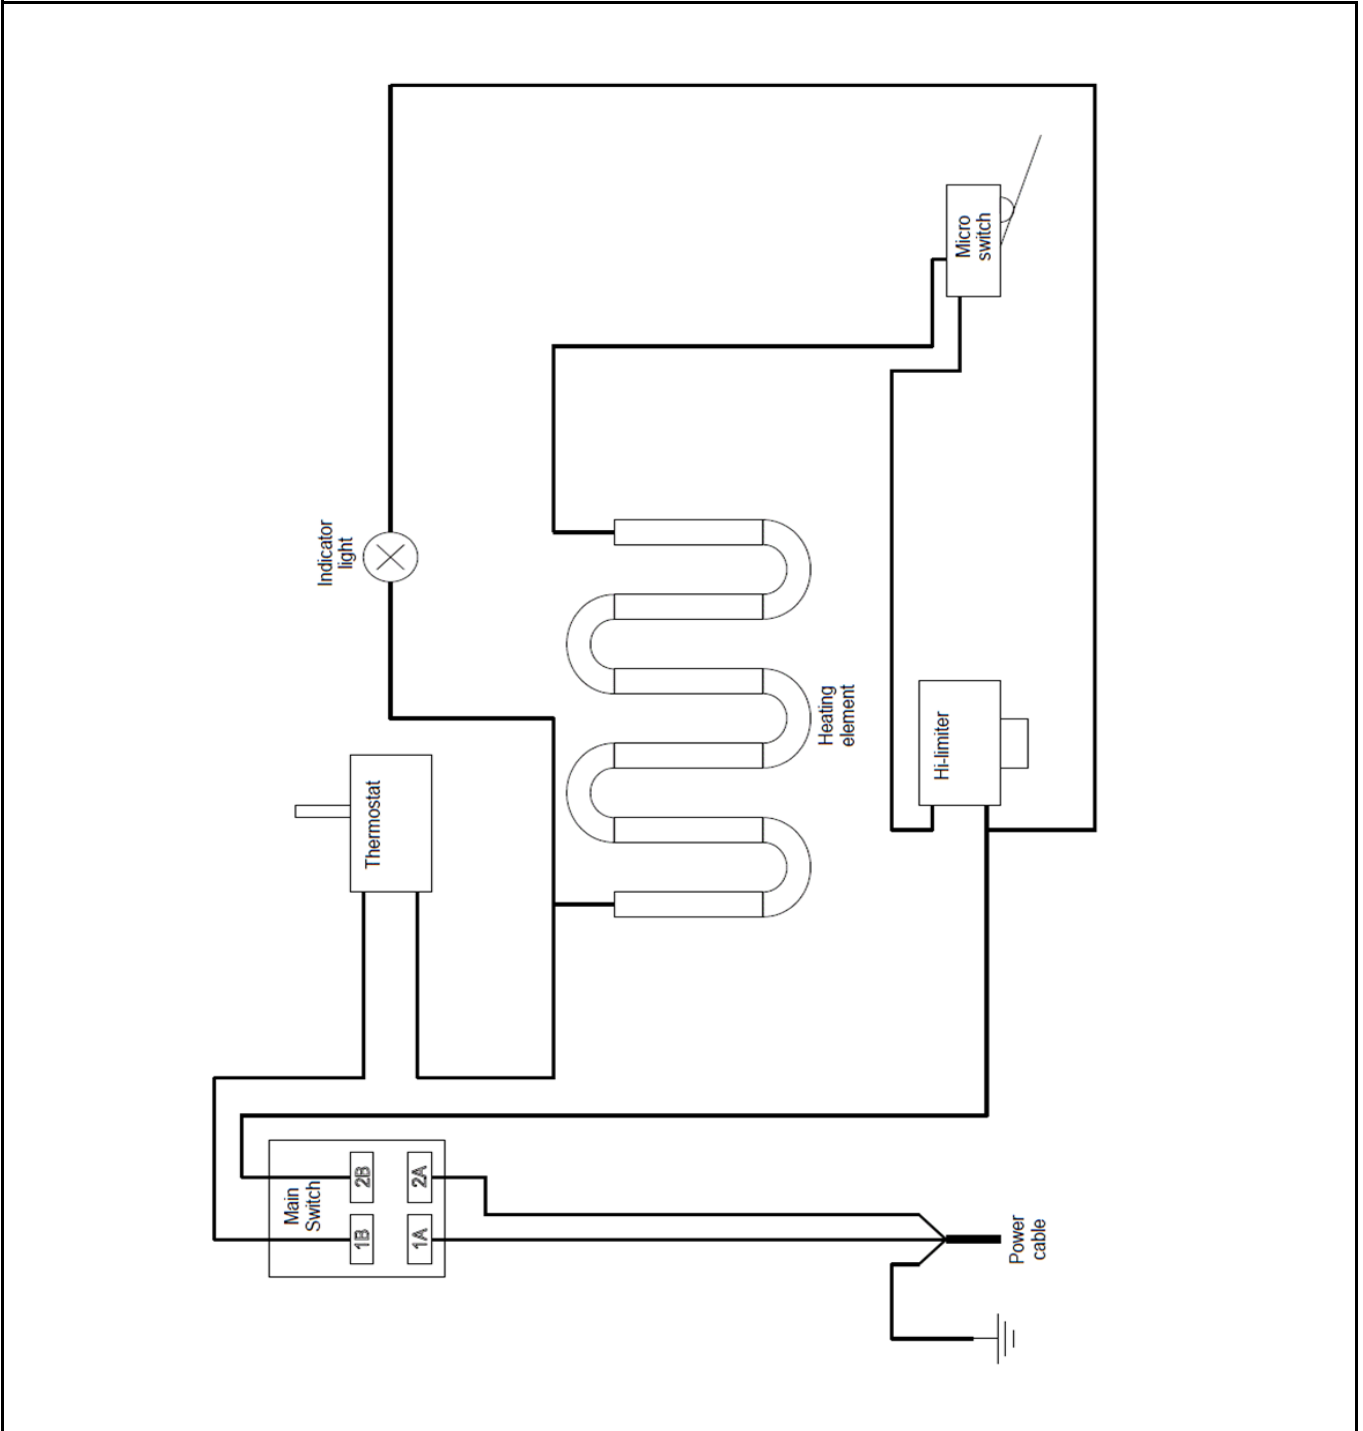 Indicator
light
Micro
switch
Thermostat
Heating
element
Hi-limiter
Main
Switch
2B
2A
1B
1A
Power
cable